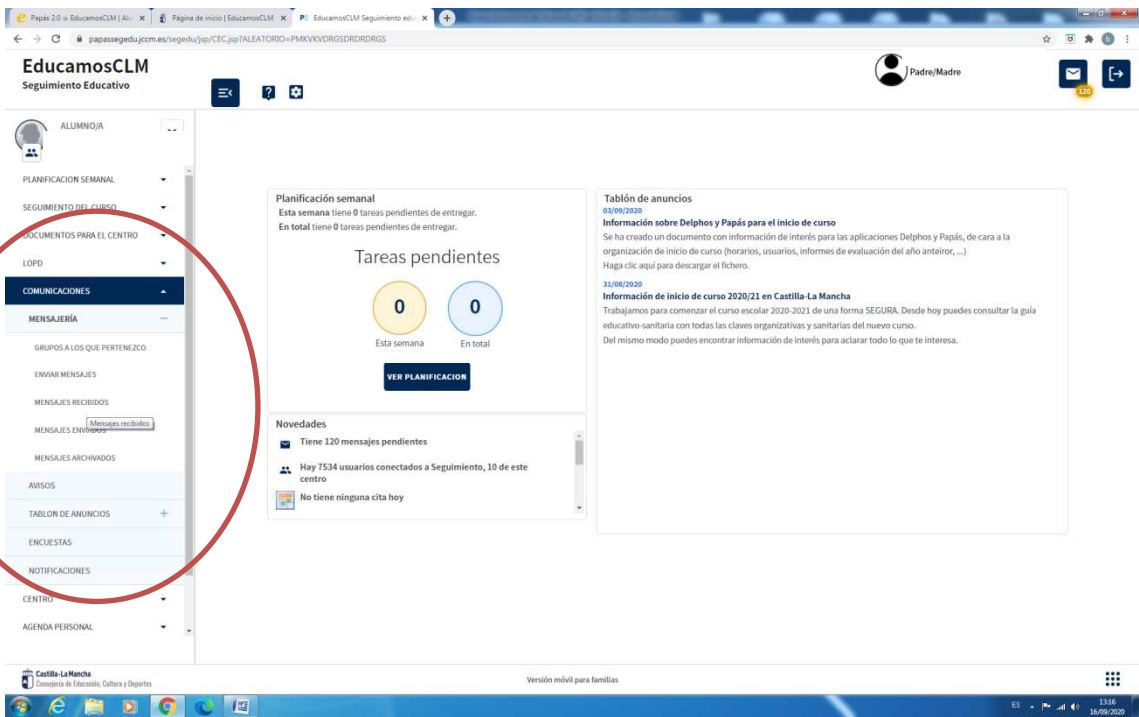 Papás 2.0 = EducamosCLM | Al
Página de inicio | EducamosCLM
EducamosCLM Seguimiento edu
papassegedu.jccm.es/segedu/jsp/CEC.jsp?ALEATORIO=PMKVKVDRGSDRDRDRGS
EducamosCLM
Seguimiento Educativo
Padre/Madre
120
ALUMNO/A
PLANIFICACION SEMANAL
SEGUIMIENTO DEL CURSO
DOCUMENTOS PARA EL CENTRO
LOPD
COMUNICACIONES
MENSAJERÍA
GRUPOS A LOS QUE PERTENEZCO
ENVIAR MENSAJES
MENSAJES RECIBIDOS
Mensajes recibidos
MENSAJES ENVIADOS
MENSAJES ARCHIVADOS
AVISOS
TABLON DE ANUNCIOS
ENCUESTAS
NOTIFICACIONES
CENTRO
AGENDA PERSONAL
Planificación semanal
Esta semana tiene 0 tareas pendientes de entregar.
En total tiene 0 tareas pendientes de entregar.
Tareas pendientes
0 0
Esta semana En total
VER PLANIFICACION
Novedades
Tiene 120 mensajes pendientes
Hay 7534 usuarios conectados a Seguimiento, 10 de este
centro
No tiene ninguna cita hoy
Tablón de anuncios
03/09/2020
Información sobre Delphos y Papás para el inicio de curso
Se ha creado un documento con información de interés para las aplicaciones Delphos y Papás, de cara a la
organización de inicio de curso (horarios, usuarios, informes de evaluación del año anteiror, ...)
Haga clic aquí para descargar el fichero.
31/08/2020
Información de inicio de curso 2020/21 en Castilla-La Mancha
Trabajamos para comenzar el curso escolar 2020-2021 de una forma SEGURA. Desde hoy puedes consultar la guía
educativo-sanitaria con todas las claves organizativas y sanitarias del nuevo curso.
Del mismo modo puedes encontrar información de interés para aclarar todo lo que te interesa.
Castilla-La Mancha
Consejería de Educación, Cultura y Deportes
Versión móvil para familias
ES
13:16
16/09/2020